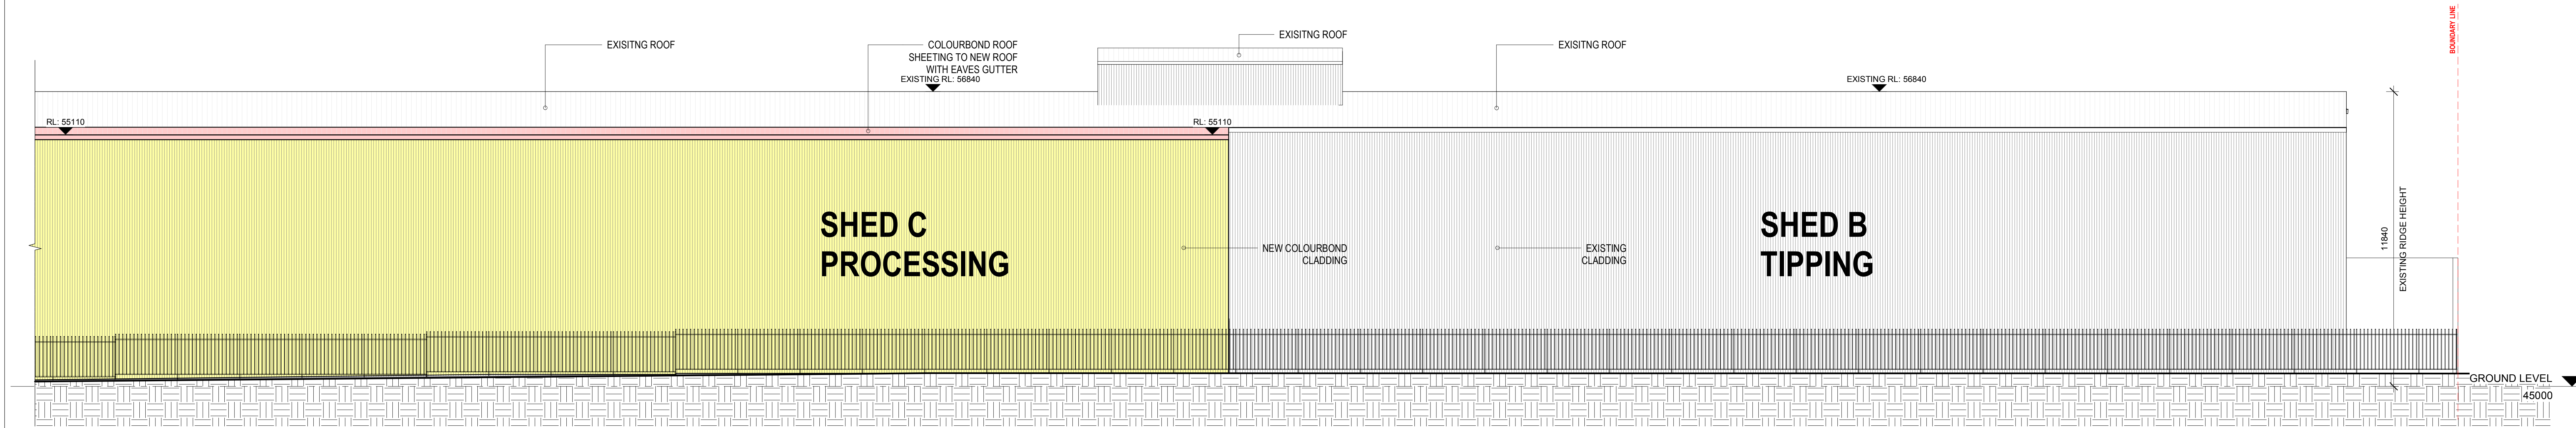 BOUNDARY LINE
EXISITNG ROOF
COLOURBOND ROOF
SHEETING TO NEW ROOF
WITH EAVES GUTTER
EXISITNG ROOF
EXISITNG ROOF
EXISTING RL: 56840
EXISTING RL: 56840
RL: 55110
RL: 55110
SHED C
PROCESSING
SHED B
TIPPING
NEW COLOURBOND
CLADDING
EXISTING
CLADDING
11840
EXISTING RIDGE HEIGHT
GROUND LEVEL
45000